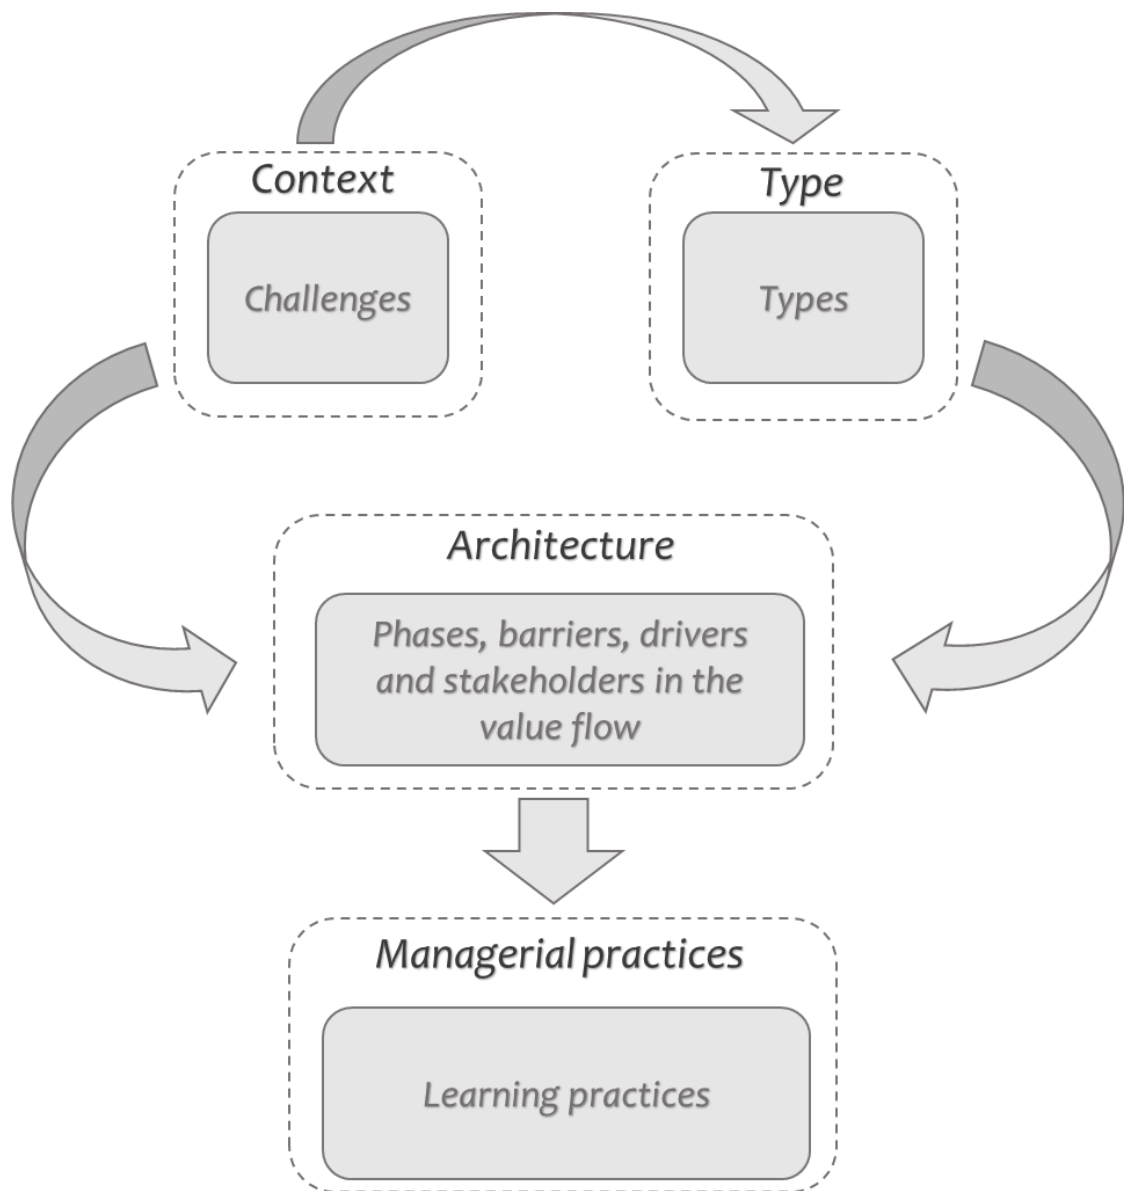 Context
Challenges
Type
Types
Architecture
Phases, barriers, drivers
and stakeholders in the
value flow
Managerial practices
Learning practices